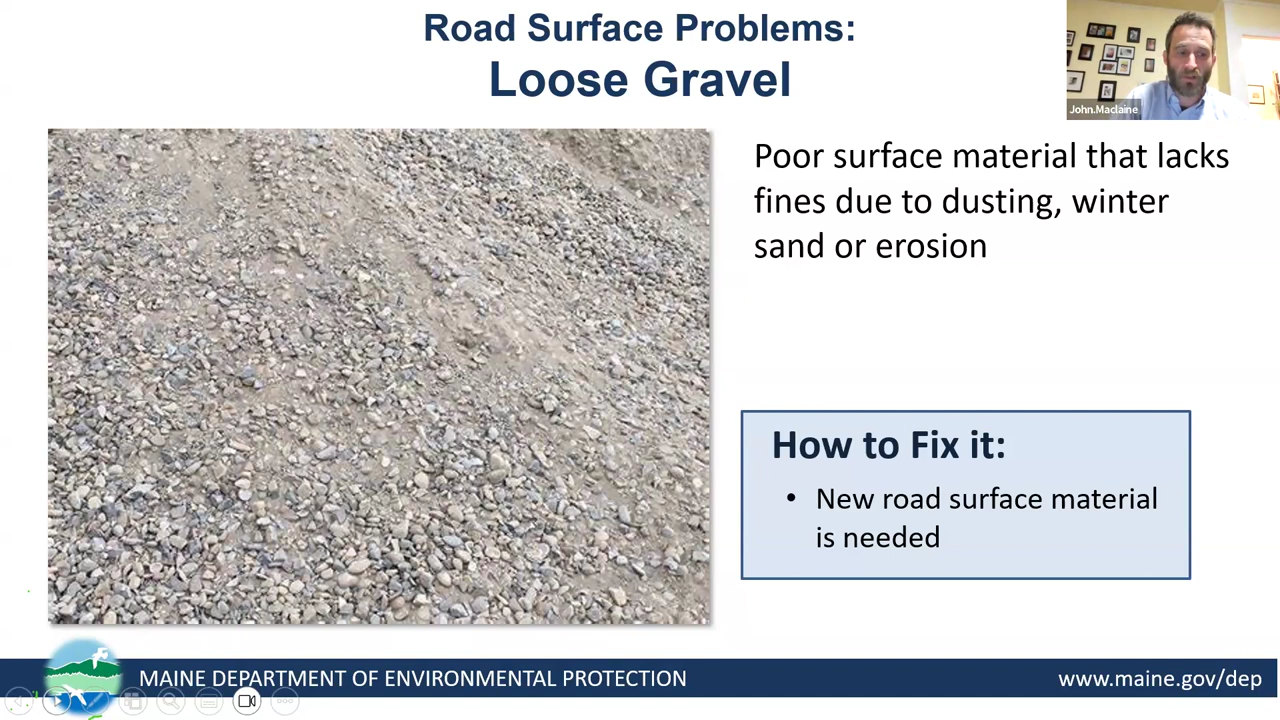 Road Surface Problems:
Loose Gravel
John.Maclaine
Poor surface material that lacks
fines due to dusting, winter
sand or erosion
How to Fix it:
• New road surface material
is needed
MAINE DEPARTMENT OF ENVIRONMENTAL PROTECTION
www.maine.gov/dep